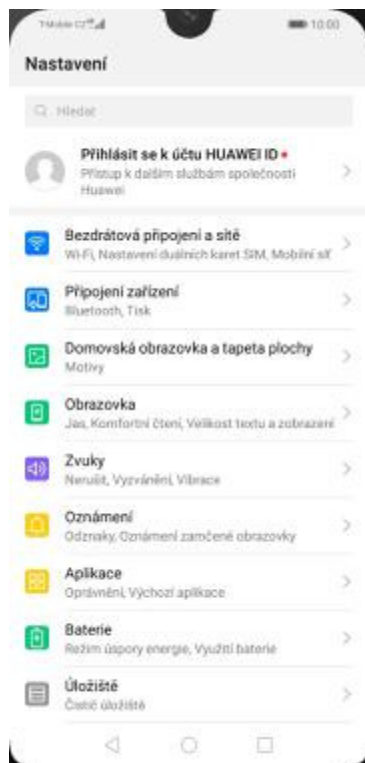 T-Mobile CZ
10:00
Nastavení
Hledat
Přihlásit se k účtu HUAWEI ID
Přístup k dalším službám společnosti
Huawei
Bezdrátová připojení a sítě
Wi-Fi, Nastavení duálních karet SIM, Mobilní síť
Připojení zařízení
Bluetooth, Tisk
Domovská obrazovka a tapeta plochy
Motivy
Obrazovka
Jas, Komfortní čtení, Velikost textu a zobrazení
Zvuky
Nerušit, Vyzvánění, Vibrace
Oznámení
Odznaky, Oznámení zamčené obrazovky
Aplikace
Oprávnění, Výchozí aplikace
Baterie
Režim úspory energie, Využití baterie
Úložiště
Čistič úložiště